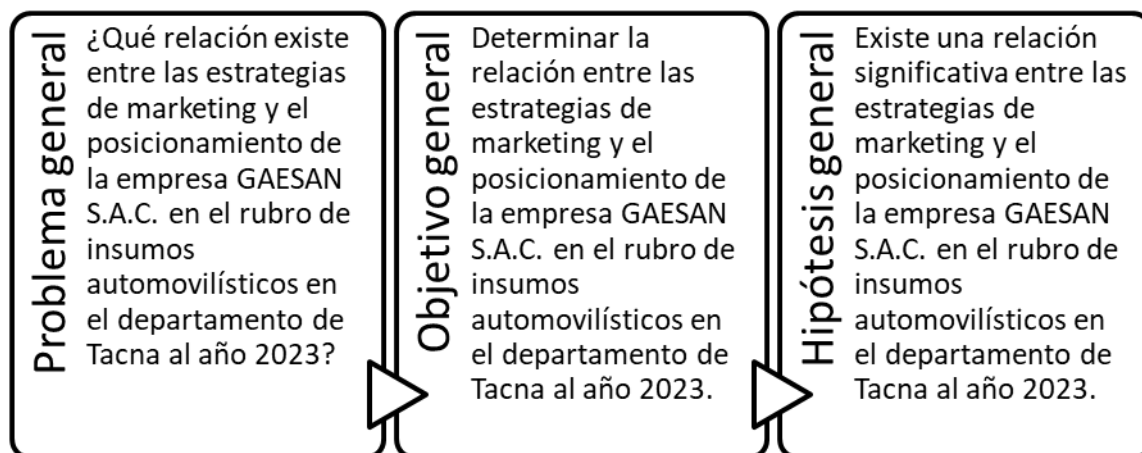 Problema general
¿Qué relación existe
entre las estrategias
de marketing y el
posicionamiento de
la empresa GAESAN
S.A.C. en el rubro de
insumos
automovilísticos en
el departamento de
Tacna al año 2023?
Objetivo general
Determinar la
relación entre las
estrategias de
marketing y el
posicionamiento de
la empresa GAESAN
S.A.C. en el rubro de
insumos
automovilísticos en
el departamento de
Tacna al año 2023.
Hipótesis general
Existe una relación
significativa entre las
estrategias de
marketing y el
posicionamiento de
la empresa GAESAN
S.A.C. en el rubro de
insumos
automovilísticos en
el departamento de
Tacna al año 2023.